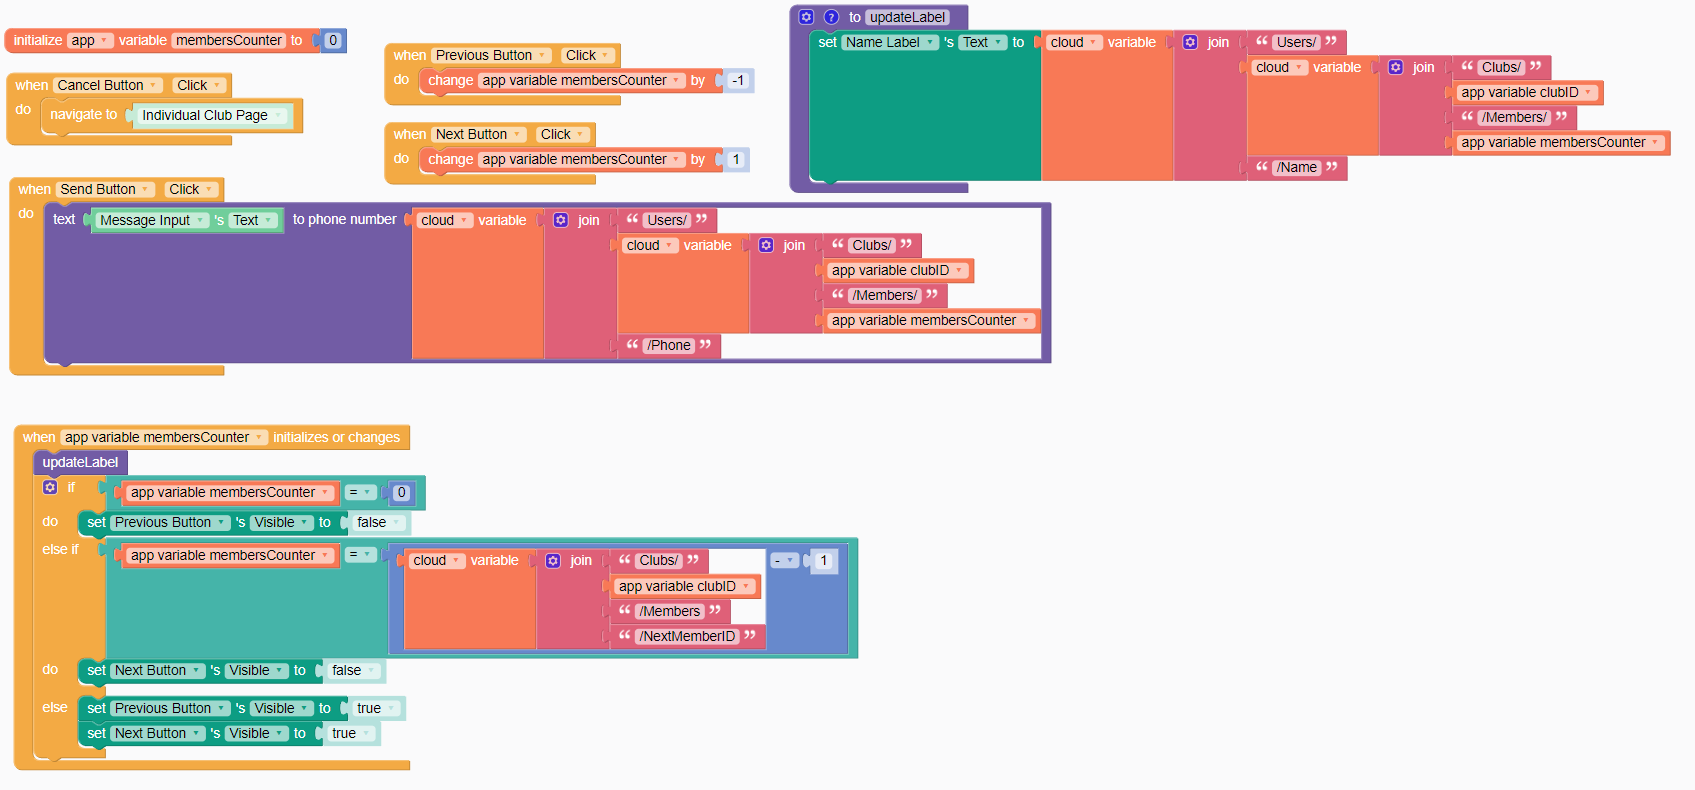 initialize app variable membersCounter to 0
when Cancel Button Click
do navigate to Individual Club Page
when Previous Button Click
do change app variable membersCounter by -1
when Next Button Click
do change app variable membersCounter by 1
? to updateLabel
set Name Label 's Text to cloud variable join “ Users/ ”
cloud variable join “ Clubs/ ”
app variable clubID
“ /Members/ ”
app variable membersCounter
“ /Name ”
when Send Button Click
do text Message Input 's Text to phone number cloud variable join “ Users/ ”
cloud variable join “ Clubs/ ”
app variable clubID
“ /Members/ ”
app variable membersCounter
“ /Phone ”
when app variable membersCounter initializes or changes
updateLabel
if app variable membersCounter = 0
do set Previous Button 's Visible to false
else if app variable membersCounter = cloud variable join “ Clubs/ ” - 1
app variable clubID
“ /Members ”
“ /NextMemberID ”
do set Next Button 's Visible to false
else set Previous Button 's Visible to true
set Next Button 's Visible to true